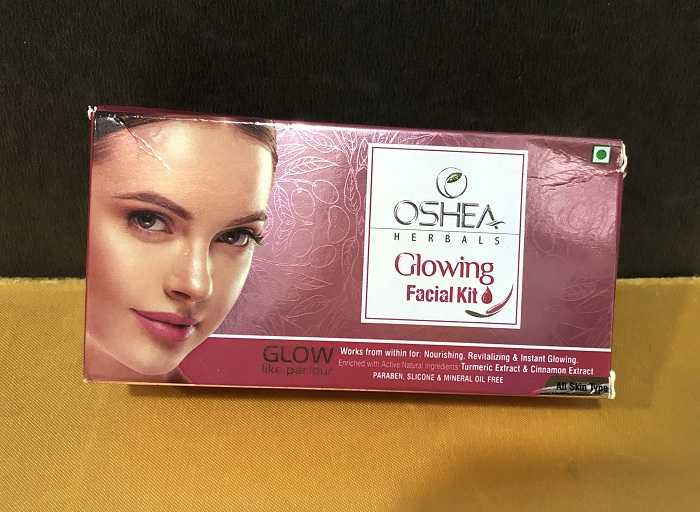 OSHEA
HERBALS
Glowing
Facial Kit
GLOW
like parlour
Works from within for: Nourishing, Revitalizing & Instant Glowing.
Enriched with Active Natural Ingredients: Turmeric Extract & Cinnamon Extract
PARABEN, SLICONE & MINERAL OIL FREE
All Skin Type